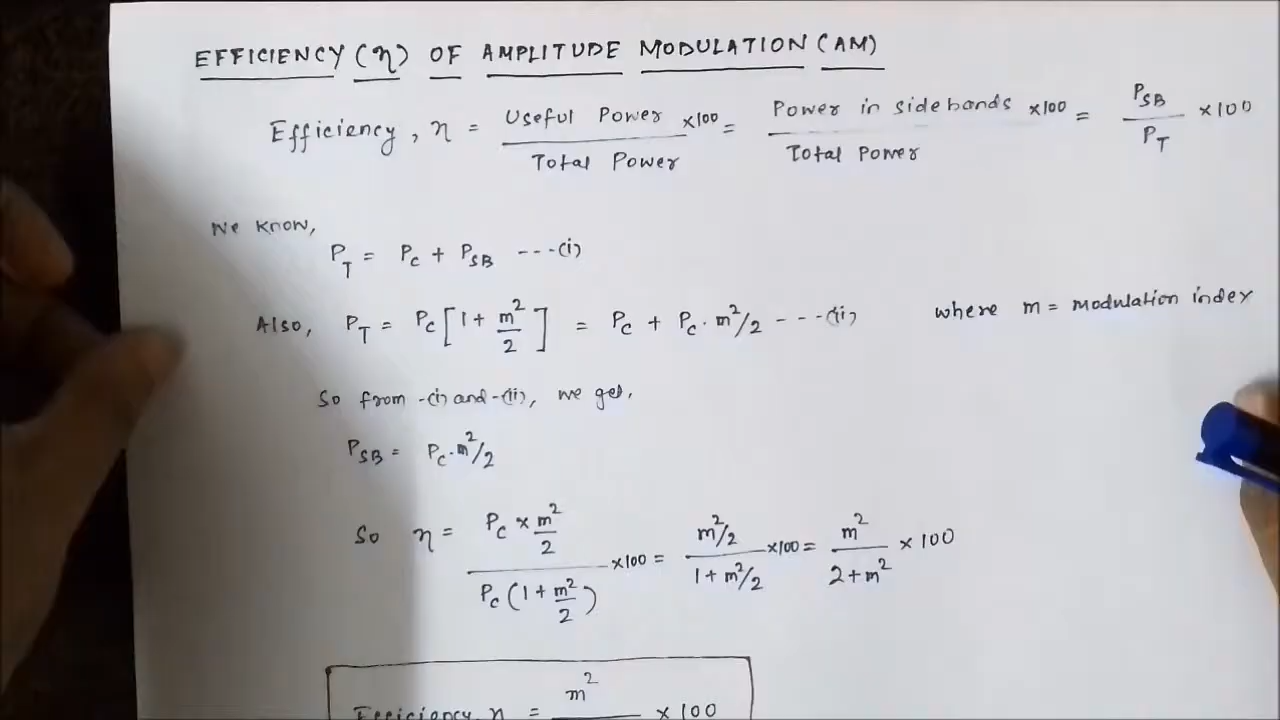 EFFICIENCY (η) OF AMPLITUDE MODULATION (AM)
Efficiency, η = Useful Power / Total Power ×100 = Power in sidebands / Total Power ×100 = P_SB / P_T ×100
We know,
P_T = P_C + P_SB ---(i)
Also, P_T = P_C [1 + m²/2] = P_C + P_C · m²/2 ---(ii) where m = modulation index
So from -(i) and -(ii), we get,
P_SB = P_C · m²/2
So η = P_C × m²/2 / P_C (1 + m²/2) ×100 = m²/2 / 1 + m²/2 ×100 = m² / 2 + m² × 100
Efficiency, η = m² × 100